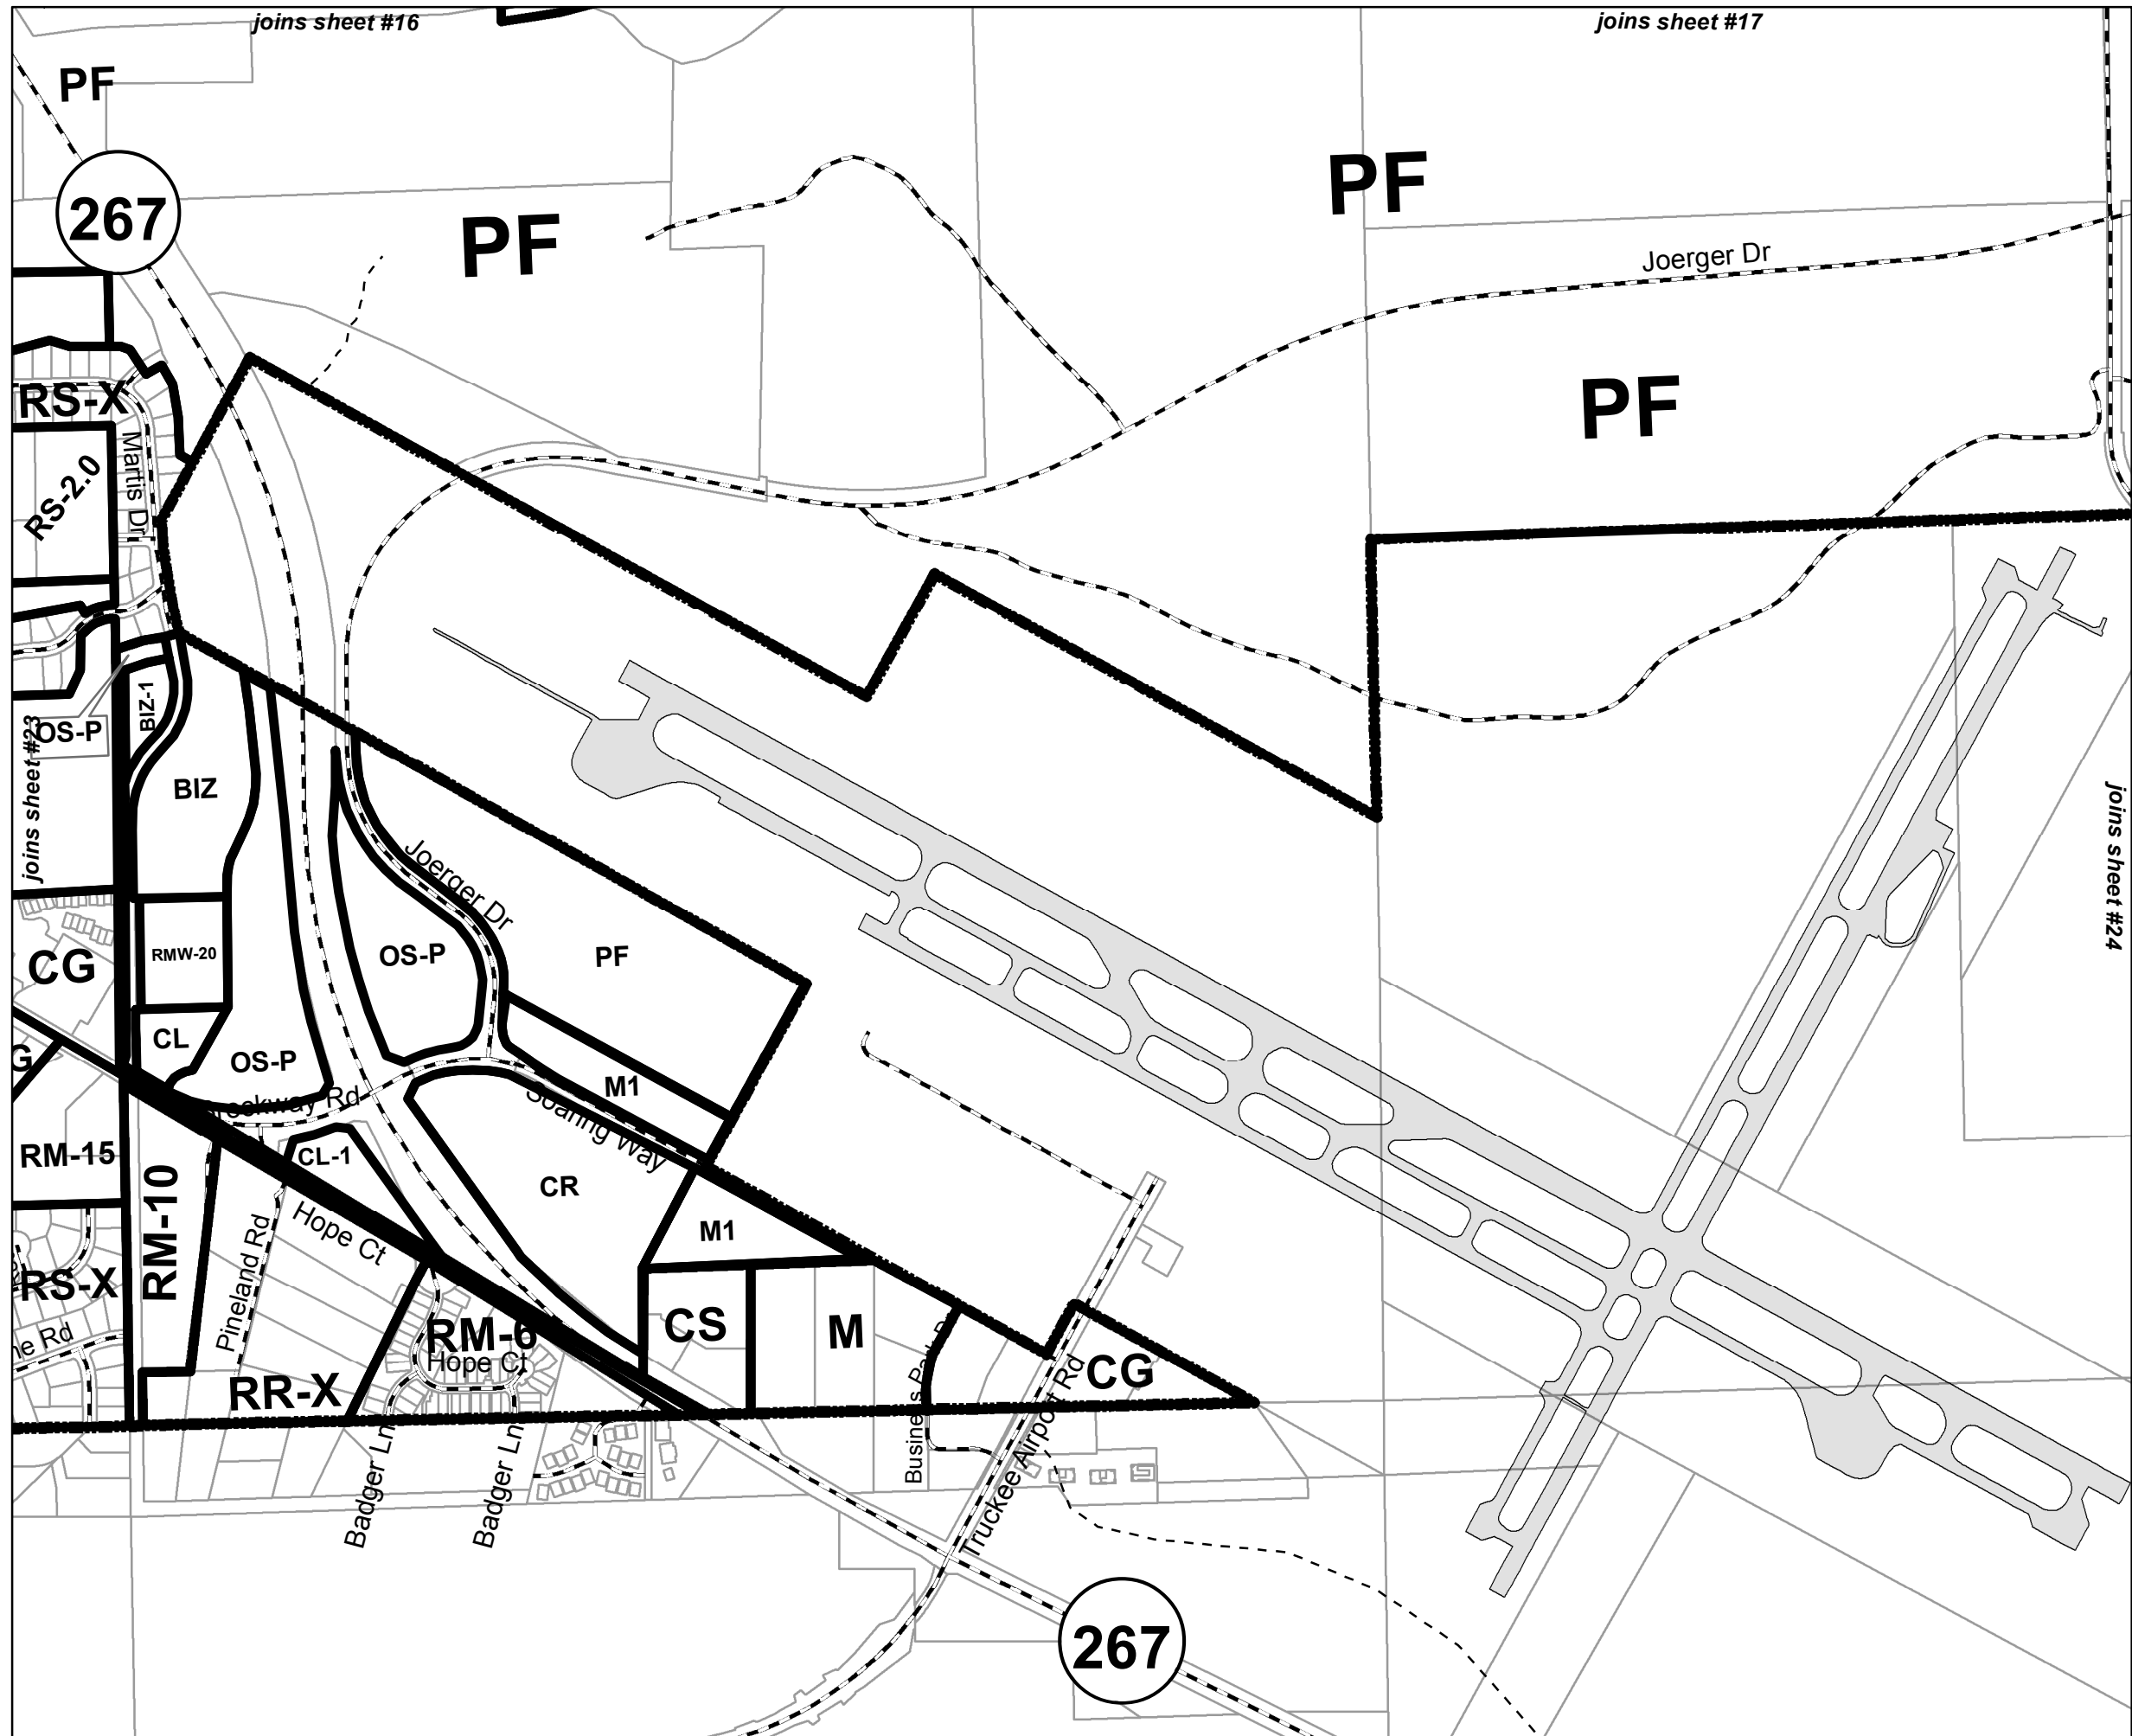 joins sheet #16
joins sheet #17
PF
PF
267
PF
Joerger Dr
PF
RS-X
Martis Dr
RS-2.0
BIZ-1
OS-P
joins sheet #23
BIZ
joins sheet #24
Joerger Dr
OS-P
PF
RMW-20
CG
CL
OS-P
G
M1
Soaring Way
RM-15
CL-1
CR
RM-10
Hope Ct
Pineland Rd
M1
RS-X
Rd
RM-6
Hope Ct
CS
M
CG
RR-X
Truckee Airport Rd
Badger Ln
Badger Ln
267